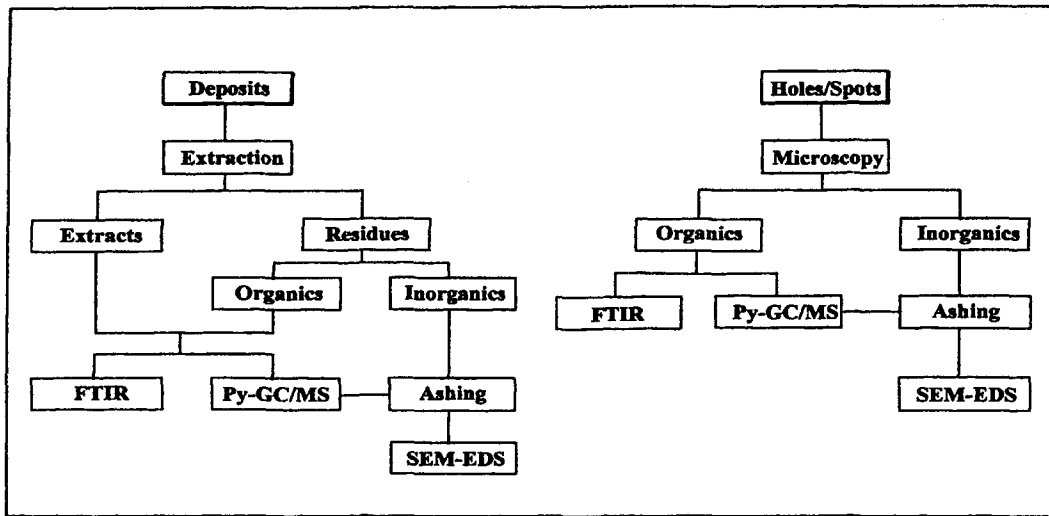 Deposits
Extraction
Extracts
Residues
Organics
Inorganics
FTIR
Py-GC/MS
Ashing
SEM-EDS
Holes/Spots
Microscopy
Organics
Inorganics
FTIR
Py-GC/MS
Ashing
SEM-EDS